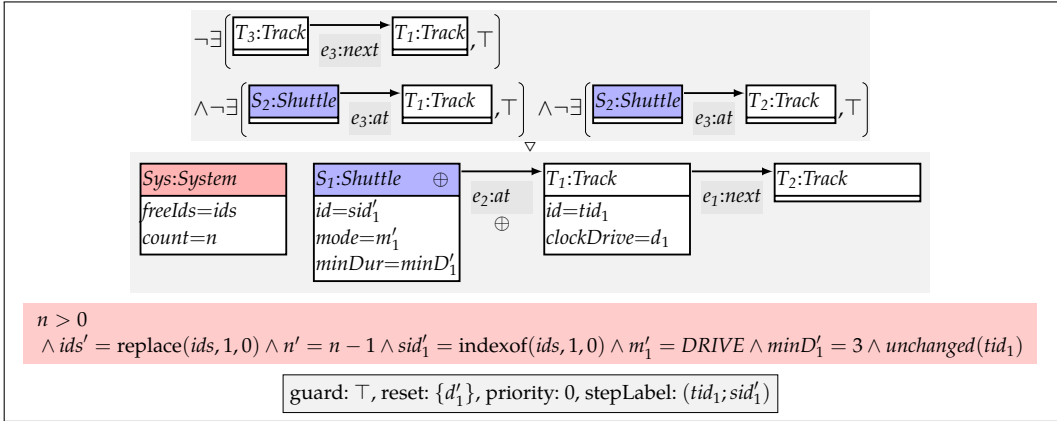 ¬∃ ( T₃:Track e₃:next T₁:Track , ⊤ )
∧¬∃ ( S₂:Shuttle e₃:at T₁:Track , ⊤ ) ∧¬∃ ( S₂:Shuttle e₃:at T₂:Track , ⊤ )
▽
Sys:System
freeIds=ids
count=n
S₁:Shuttle ⊕
id=sid′₁
mode=m′₁
minDur=minD′₁
e₂:at
⊕
T₁:Track
id=tid₁
clockDrive=d₁
e₁:next
T₂:Track
n > 0
∧ ids′ = replace(ids, 1, 0) ∧ n′ = n − 1 ∧ sid′₁ = indexof(ids, 1, 0) ∧ m′₁ = DRIVE ∧ minD′₁ = 3 ∧ unchanged(tid₁)
guard: ⊤, reset: {d′₁}, priority: 0, stepLabel: (tid₁; sid′₁)